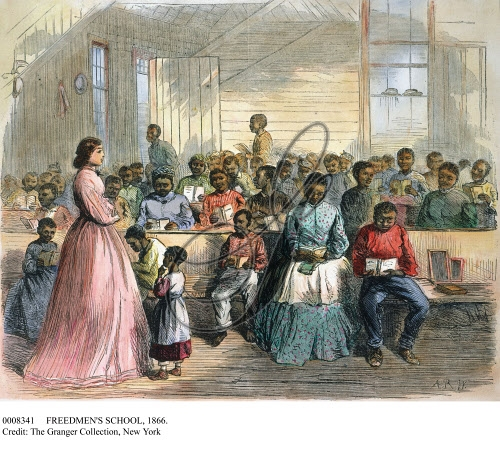 A.R.W.
0008341 FREEDMEN'S SCHOOL, 1866.
Credit: The Granger Collection, New York